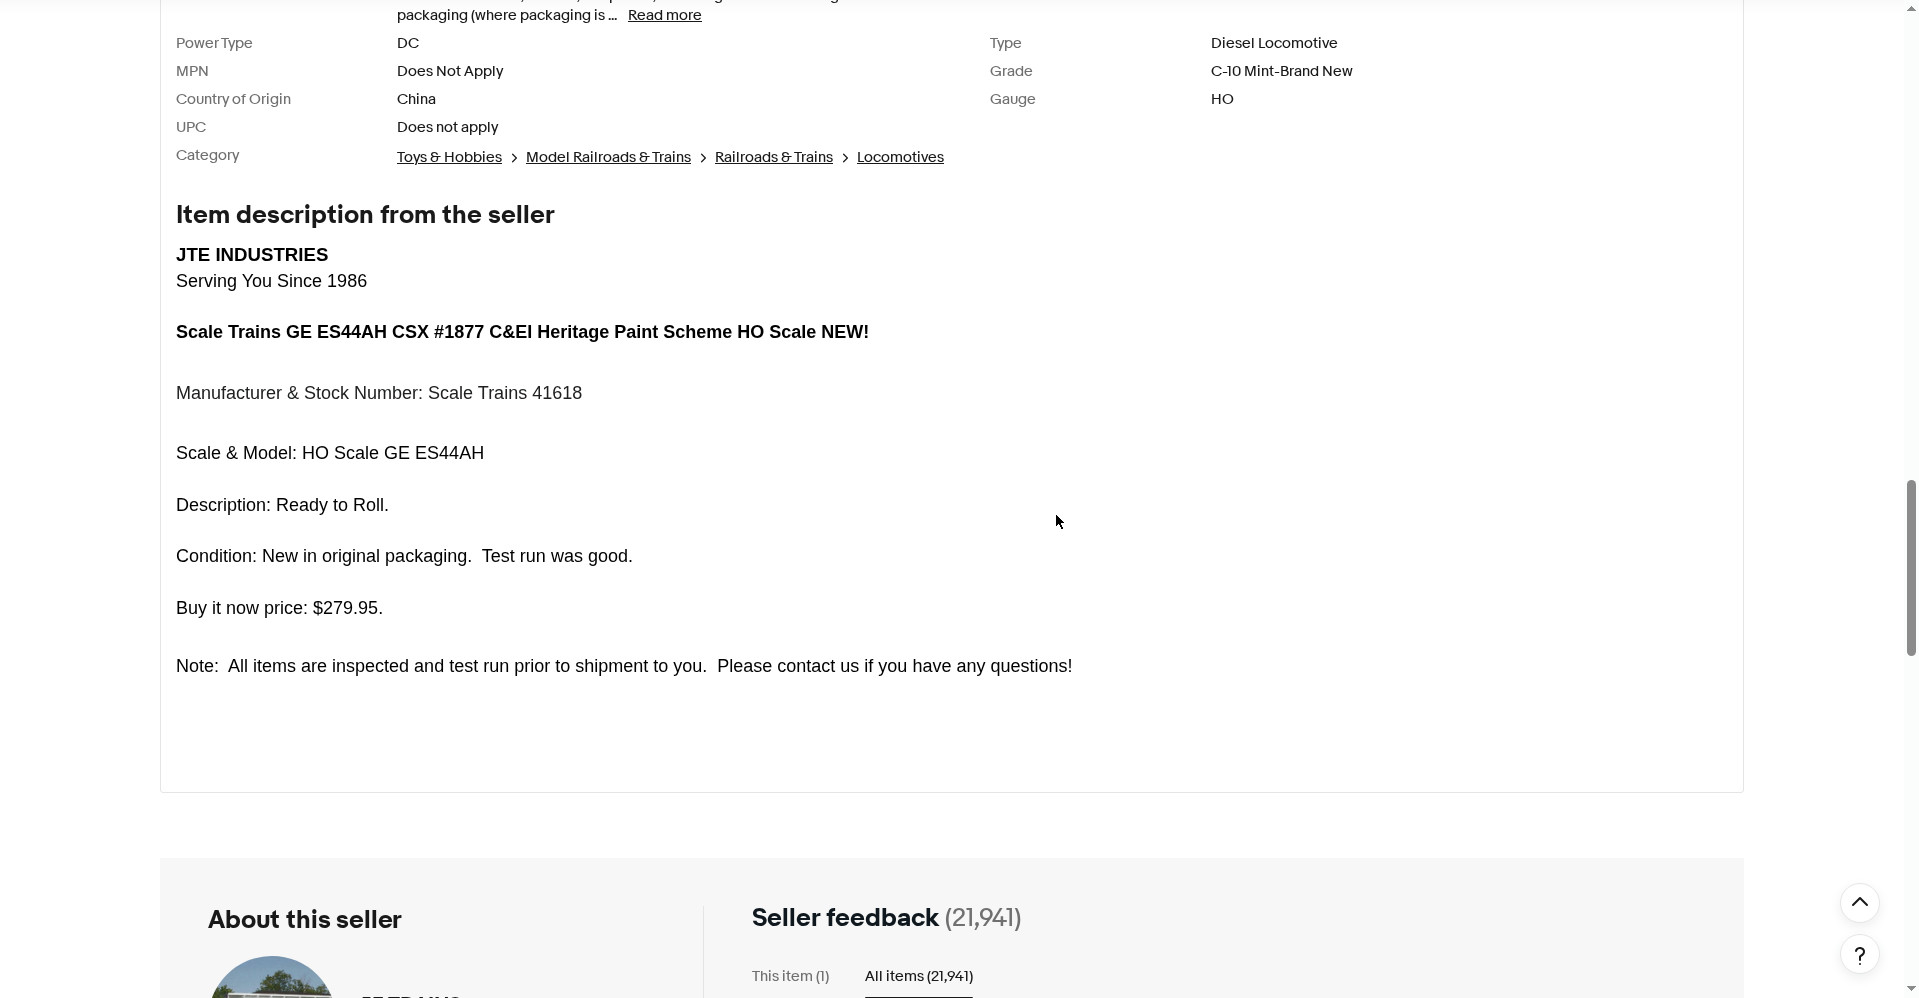 packaging (where packaging is ... Read more
Power Type DC Type Diesel Locomotive
MPN Does Not Apply Grade C-10 Mint-Brand New
Country of Origin China Gauge HO
UPC Does not apply
Category Toys & Hobbies > Model Railroads & Trains > Railroads & Trains > Locomotives
Item description from the seller
JTE INDUSTRIES
Serving You Since 1986
Scale Trains GE ES44AH CSX #1877 C&EI Heritage Paint Scheme HO Scale NEW!
Manufacturer & Stock Number: Scale Trains 41618
Scale & Model: HO Scale GE ES44AH
Description: Ready to Roll.
Condition: New in original packaging.  Test run was good.
Buy it now price: $279.95.
Note:  All items are inspected and test run prior to shipment to you.  Please contact us if you have any questions!
About this seller
Seller feedback (21,941)
This item (1) All items (21,941)
?